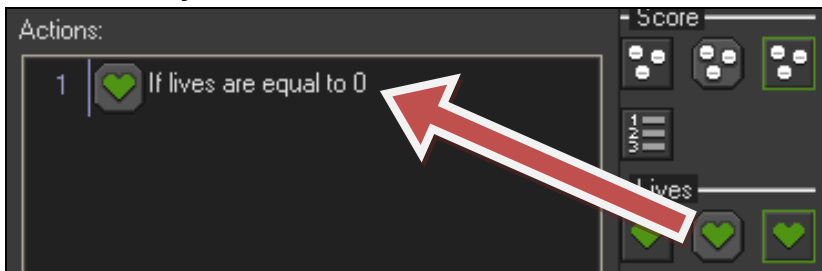 Actions:
1 If lives are equal to 0
Score
1
2
3
Lives